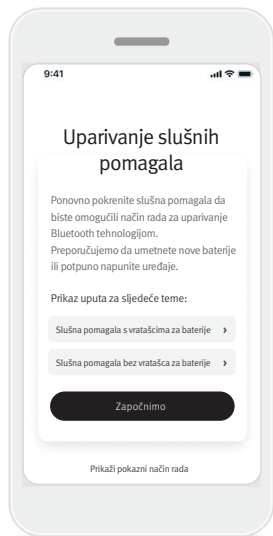 9:41
Uparivanje slušnih
pomagala
Ponovno pokrenite slušna pomagala da
biste omogućili način rada za uparivanje
Bluetooth tehnologijom.
Preporučujemo da umetnete nove baterije
ili potpuno napunite uređaje.
Prikaz uputa za sljedeće teme:
Slušna pomagala s vratašcima za baterije
Slušna pomagala bez vratašca za baterije
Započnimo
Prikaži pokazni način rada